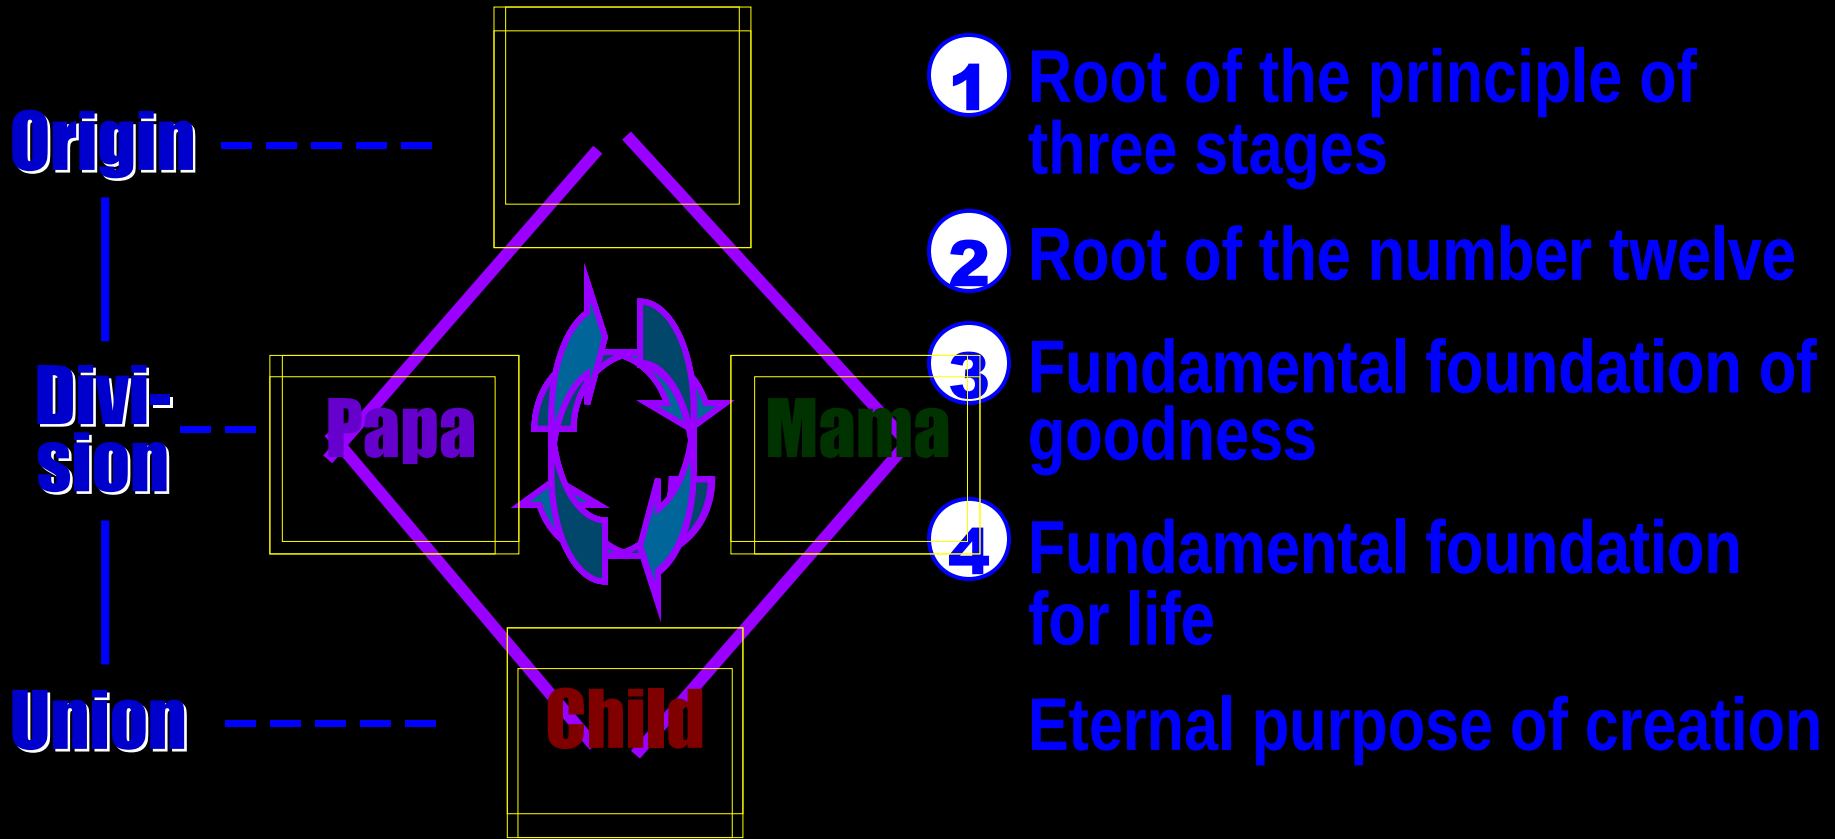 Origin
Divi-
sion
Union
Papa
Mama
Child
1 Root of the principle of
three stages
2 Root of the number twelve
3 Fundamental foundation of
goodness
4 Fundamental foundation
for life
Eternal purpose of creation